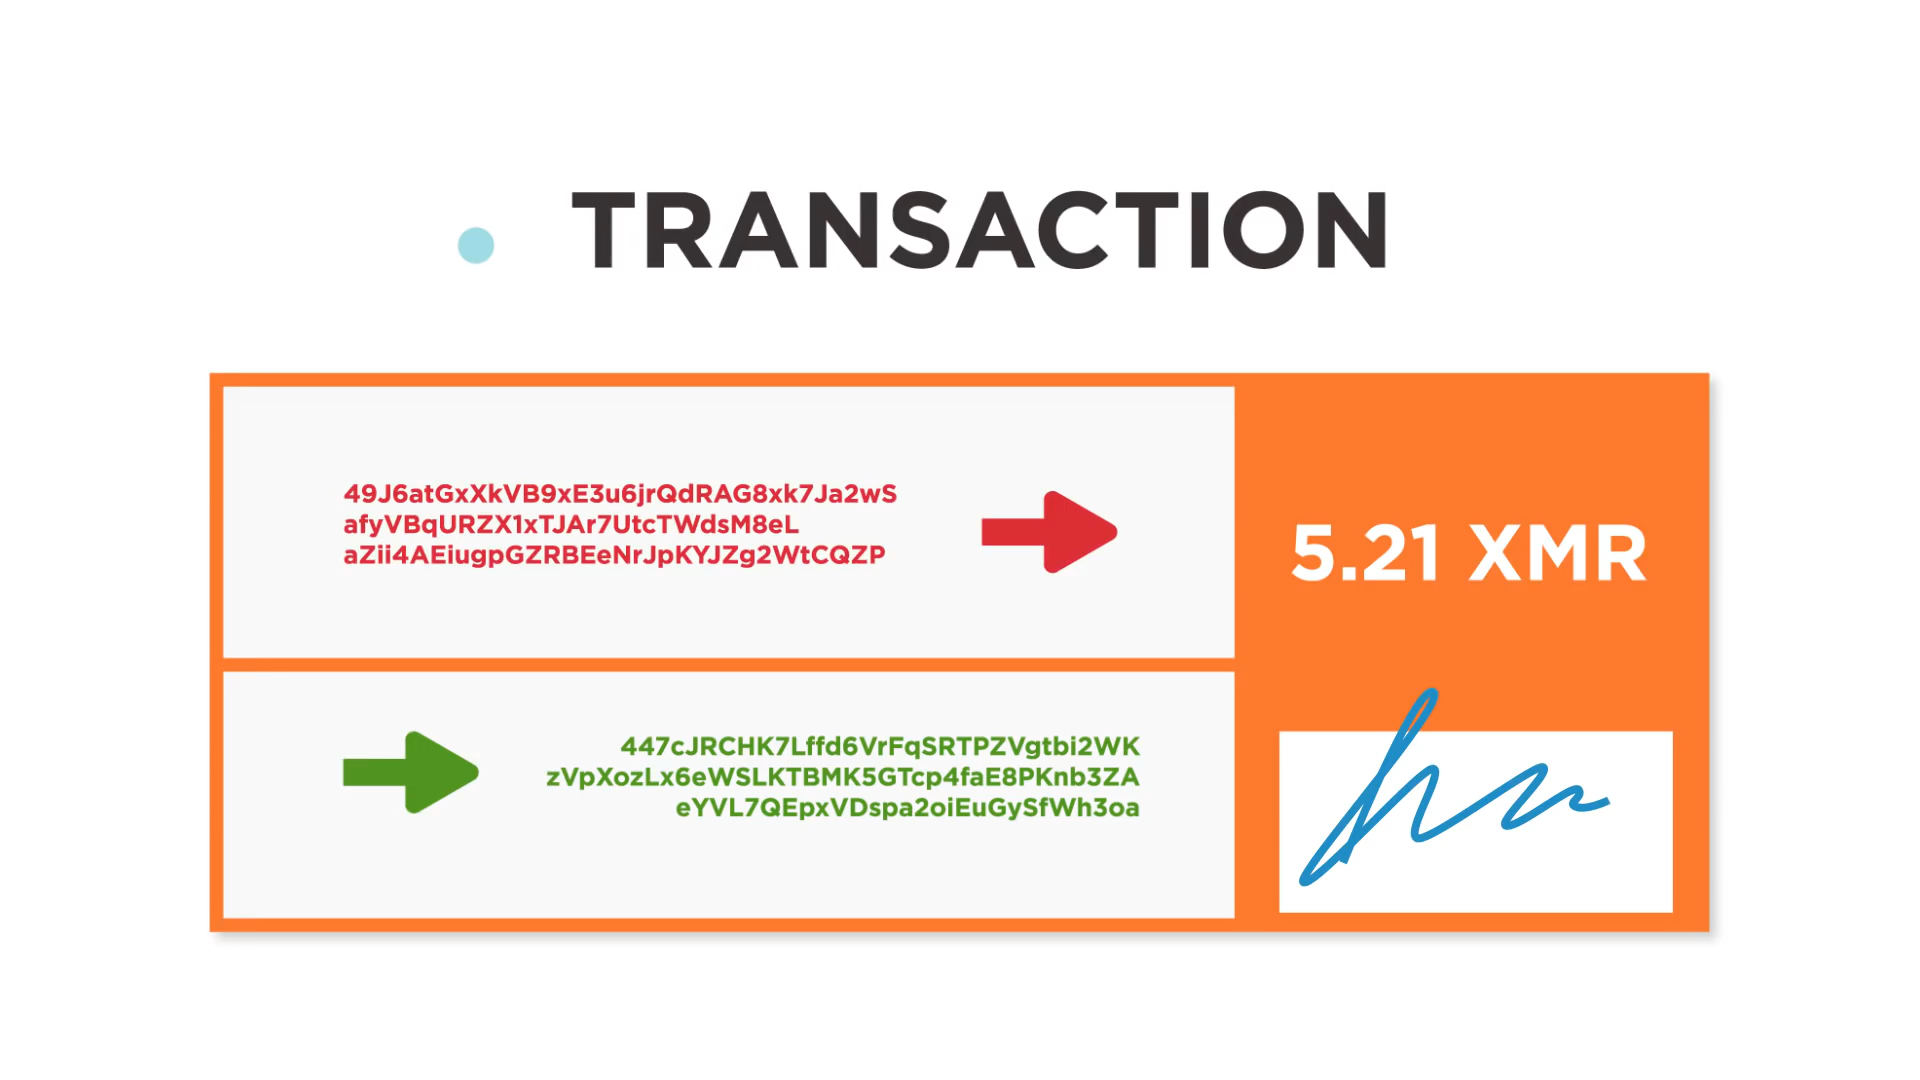 TRANSACTION
49J6atGxXkVB9xE3u6jrQdRAG8xk7Ja2wS
afyVBqURZX1xTJAr7UtcTWdsM8eL
aZii4AEiugpGZRBEeNrJpKYJZg2WtCQZP
5.21 XMR
447cJRCHK7Lffd6VrFqSRTPZVgtbi2WK
zVpXozLx6eWSLKTBMK5GTcp4faE8PKnb3ZA
eYVL7QEpxVDspa2oiEuGySfWh3oa